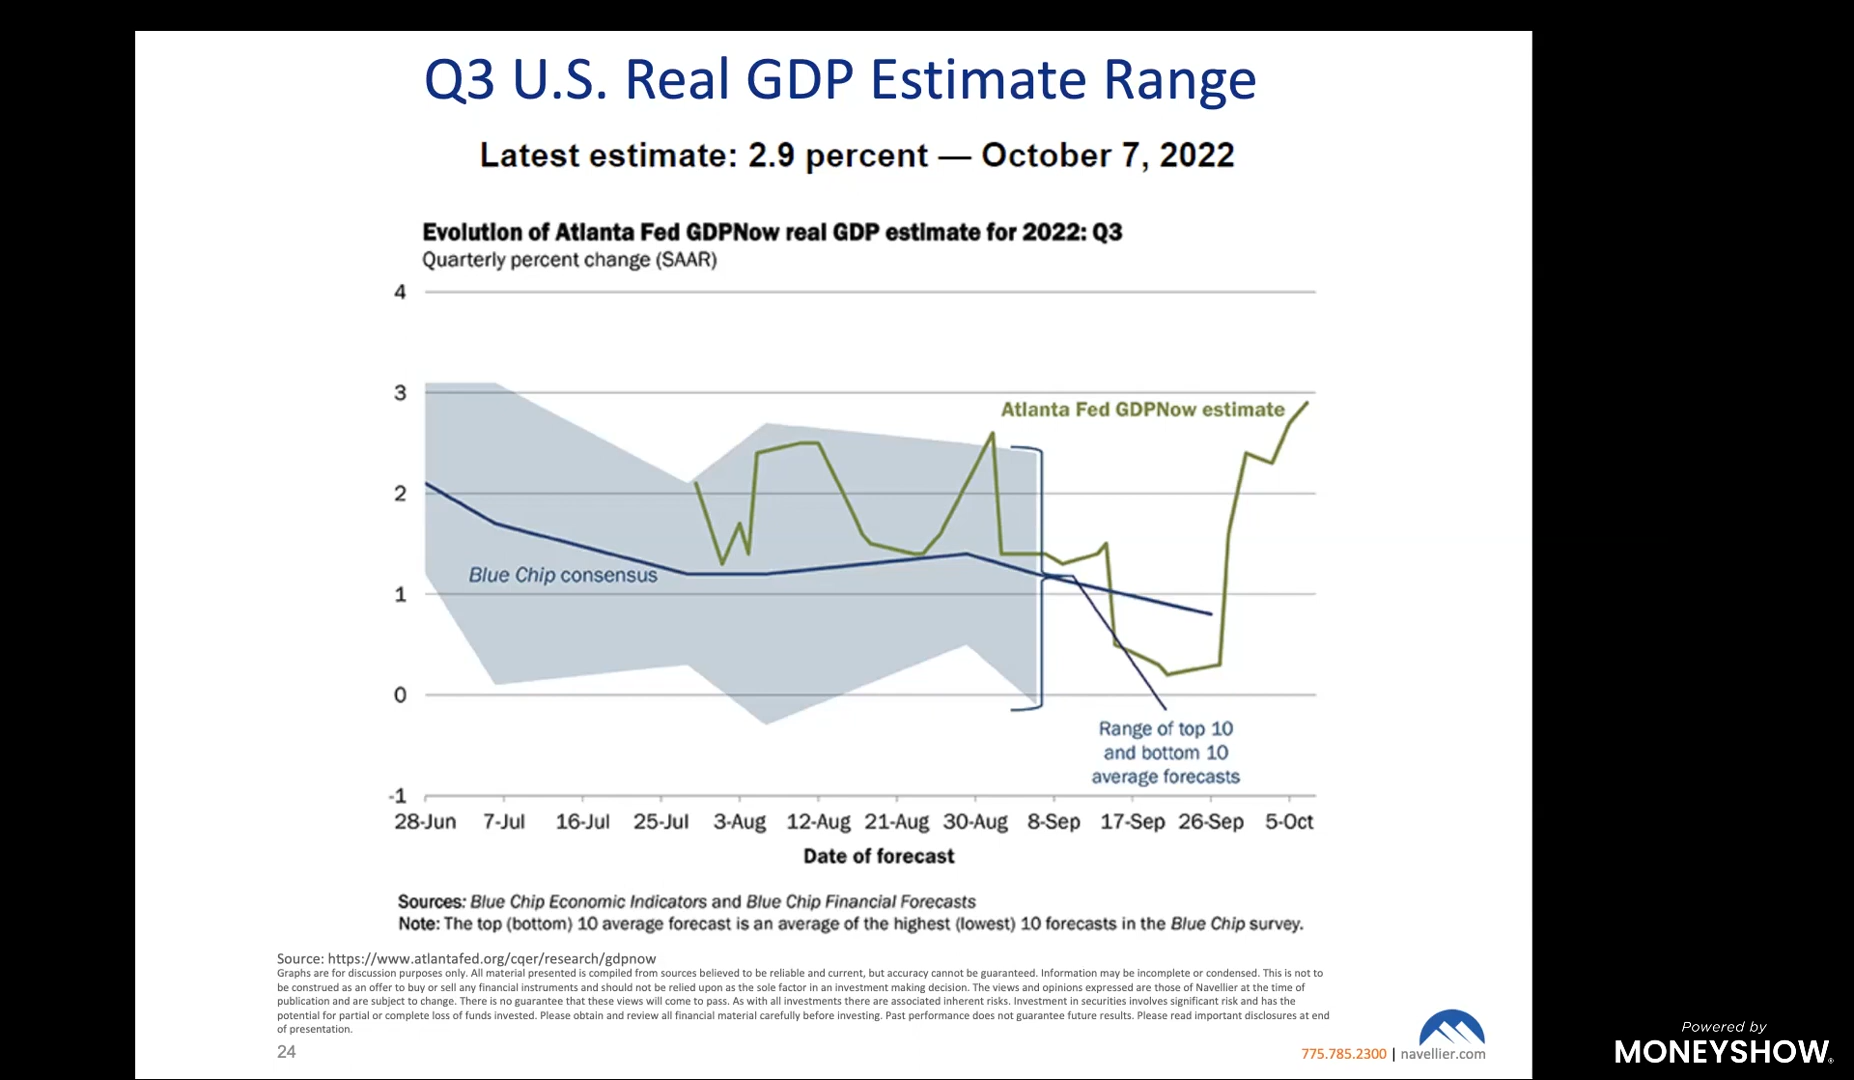 Q3 U.S. Real GDP Estimate Range
Latest estimate: 2.9 percent — October 7, 2022
Evolution of Atlanta Fed GDPNow real GDP estimate for 2022: Q3
Quarterly percent change (SAAR)
4
3
2
1
0
-1
Atlanta Fed GDPNow estimate
Blue Chip consensus
Range of top 10
and bottom 10
average forecasts
28-Jun 7-Jul 16-Jul 25-Jul 3-Aug 12-Aug 21-Aug 30-Aug 8-Sep 17-Sep 26-Sep 5-Oct
Date of forecast
Sources: Blue Chip Economic Indicators and Blue Chip Financial Forecasts
Note: The top (bottom) 10 average forecast is an average of the highest (lowest) 10 forecasts in the Blue Chip survey.
Source: https://www.atlantafed.org/cqer/research/gdpnow
Graphs are for discussion purposes only. All material presented is compiled from sources believed to be reliable and current, but accuracy cannot be guaranteed. Information may be incomplete or condensed. This is not to
be construed as an offer to buy or sell any financial instruments and should not be relied upon as the sole factor in an investment making decision. The views and opinions expressed are those of Navellier at the time of
publication and are subject to change. There is no guarantee that these views will come to pass. As with all investments there are associated inherent risks. Investment in securities involves significant risk and has the
potential for partial or complete loss of funds invested. Please obtain and review all financial material carefully before investing. Past performance does not guarantee future results. Please read important disclosures at end
of presentation.
24
775.785.2300 | navellier.com
Powered by
MONEYSHOW